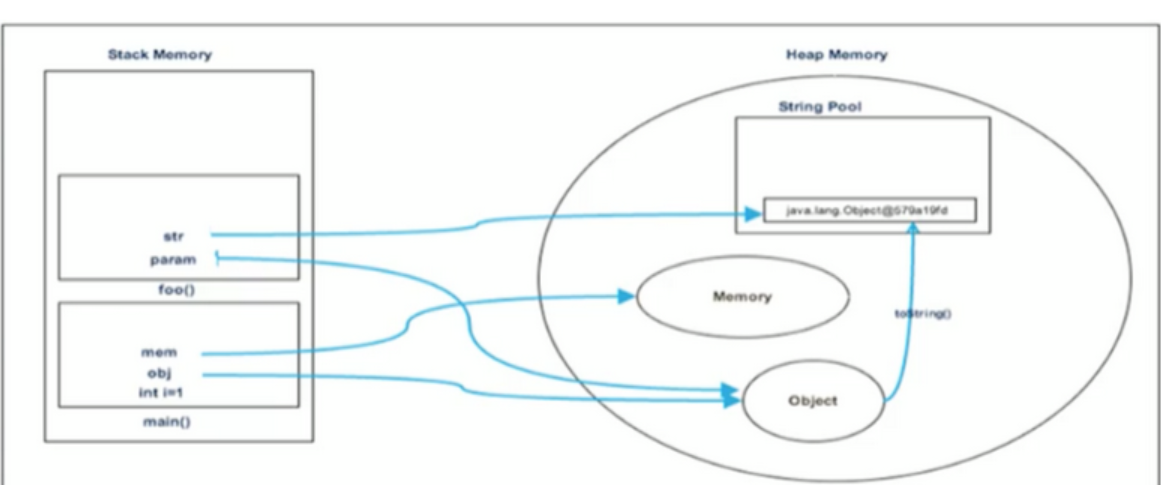 Stack Memory
Heap Memory
String Pool
java.lang.Object@579a19fd
str
param
foo()
Memory
toString()
mem
obj
int i=1
main()
Object